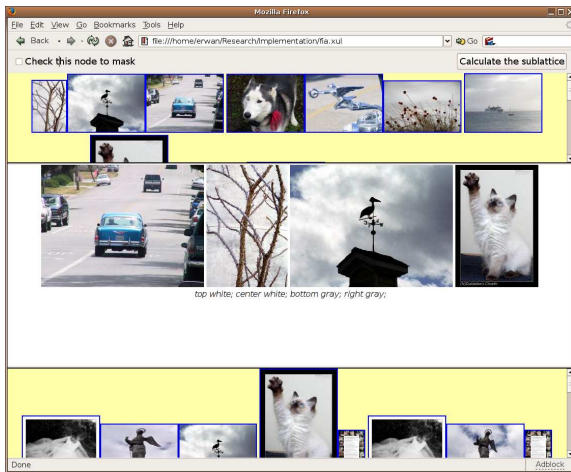 Mozilla Firefox
File Edit View Go Bookmarks Tools Help
Back
file:///home/erwan/Research/Implementation/fia.xul
Go
Check this node to mask
Calculate the sublattice
top white; center white; bottom gray; right gray;
Done
Adblock